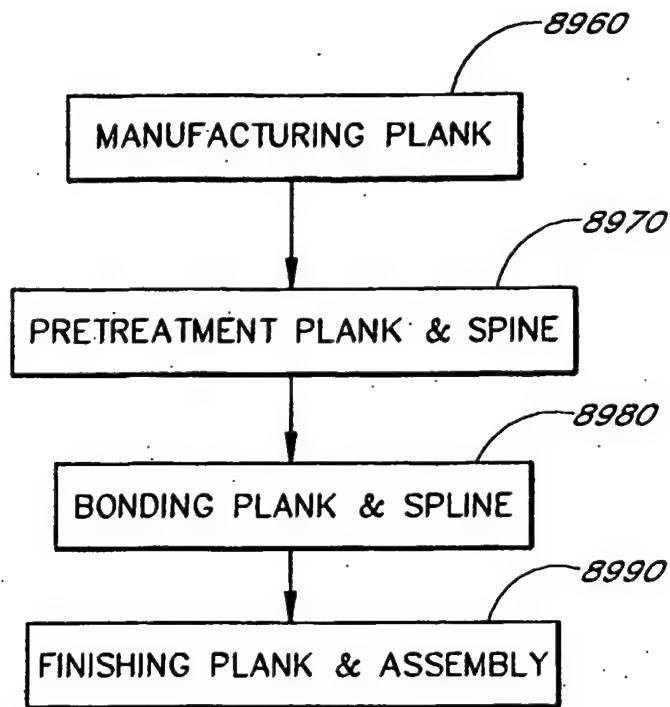 8960
MANUFACTURING PLANK
8970
PRETREATMENT PLANK & SPINE
8980
BONDING PLANK & SPLINE
8990
FINISHING PLANK & ASSEMBLY